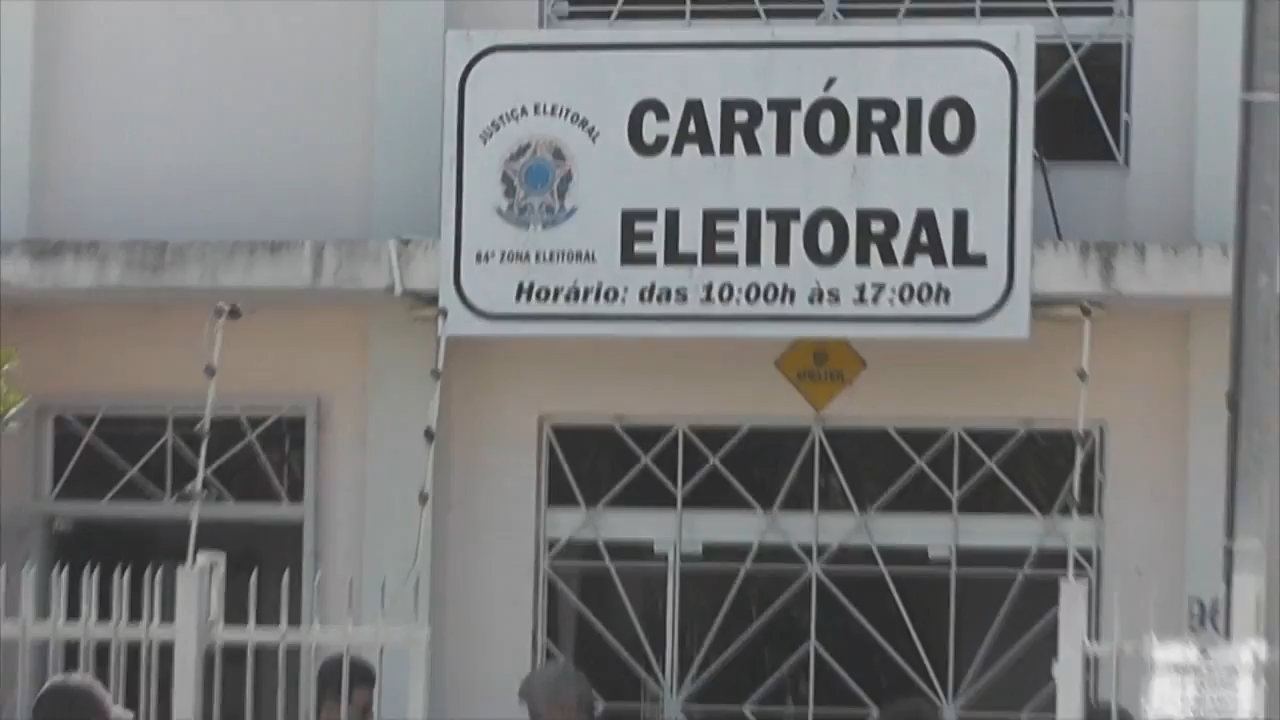 JUSTIÇA ELEITORAL
CARTÓRIO
ELEITORAL
84ª ZONA ELEITORAL
Horário: das 10:00h às 17:00h